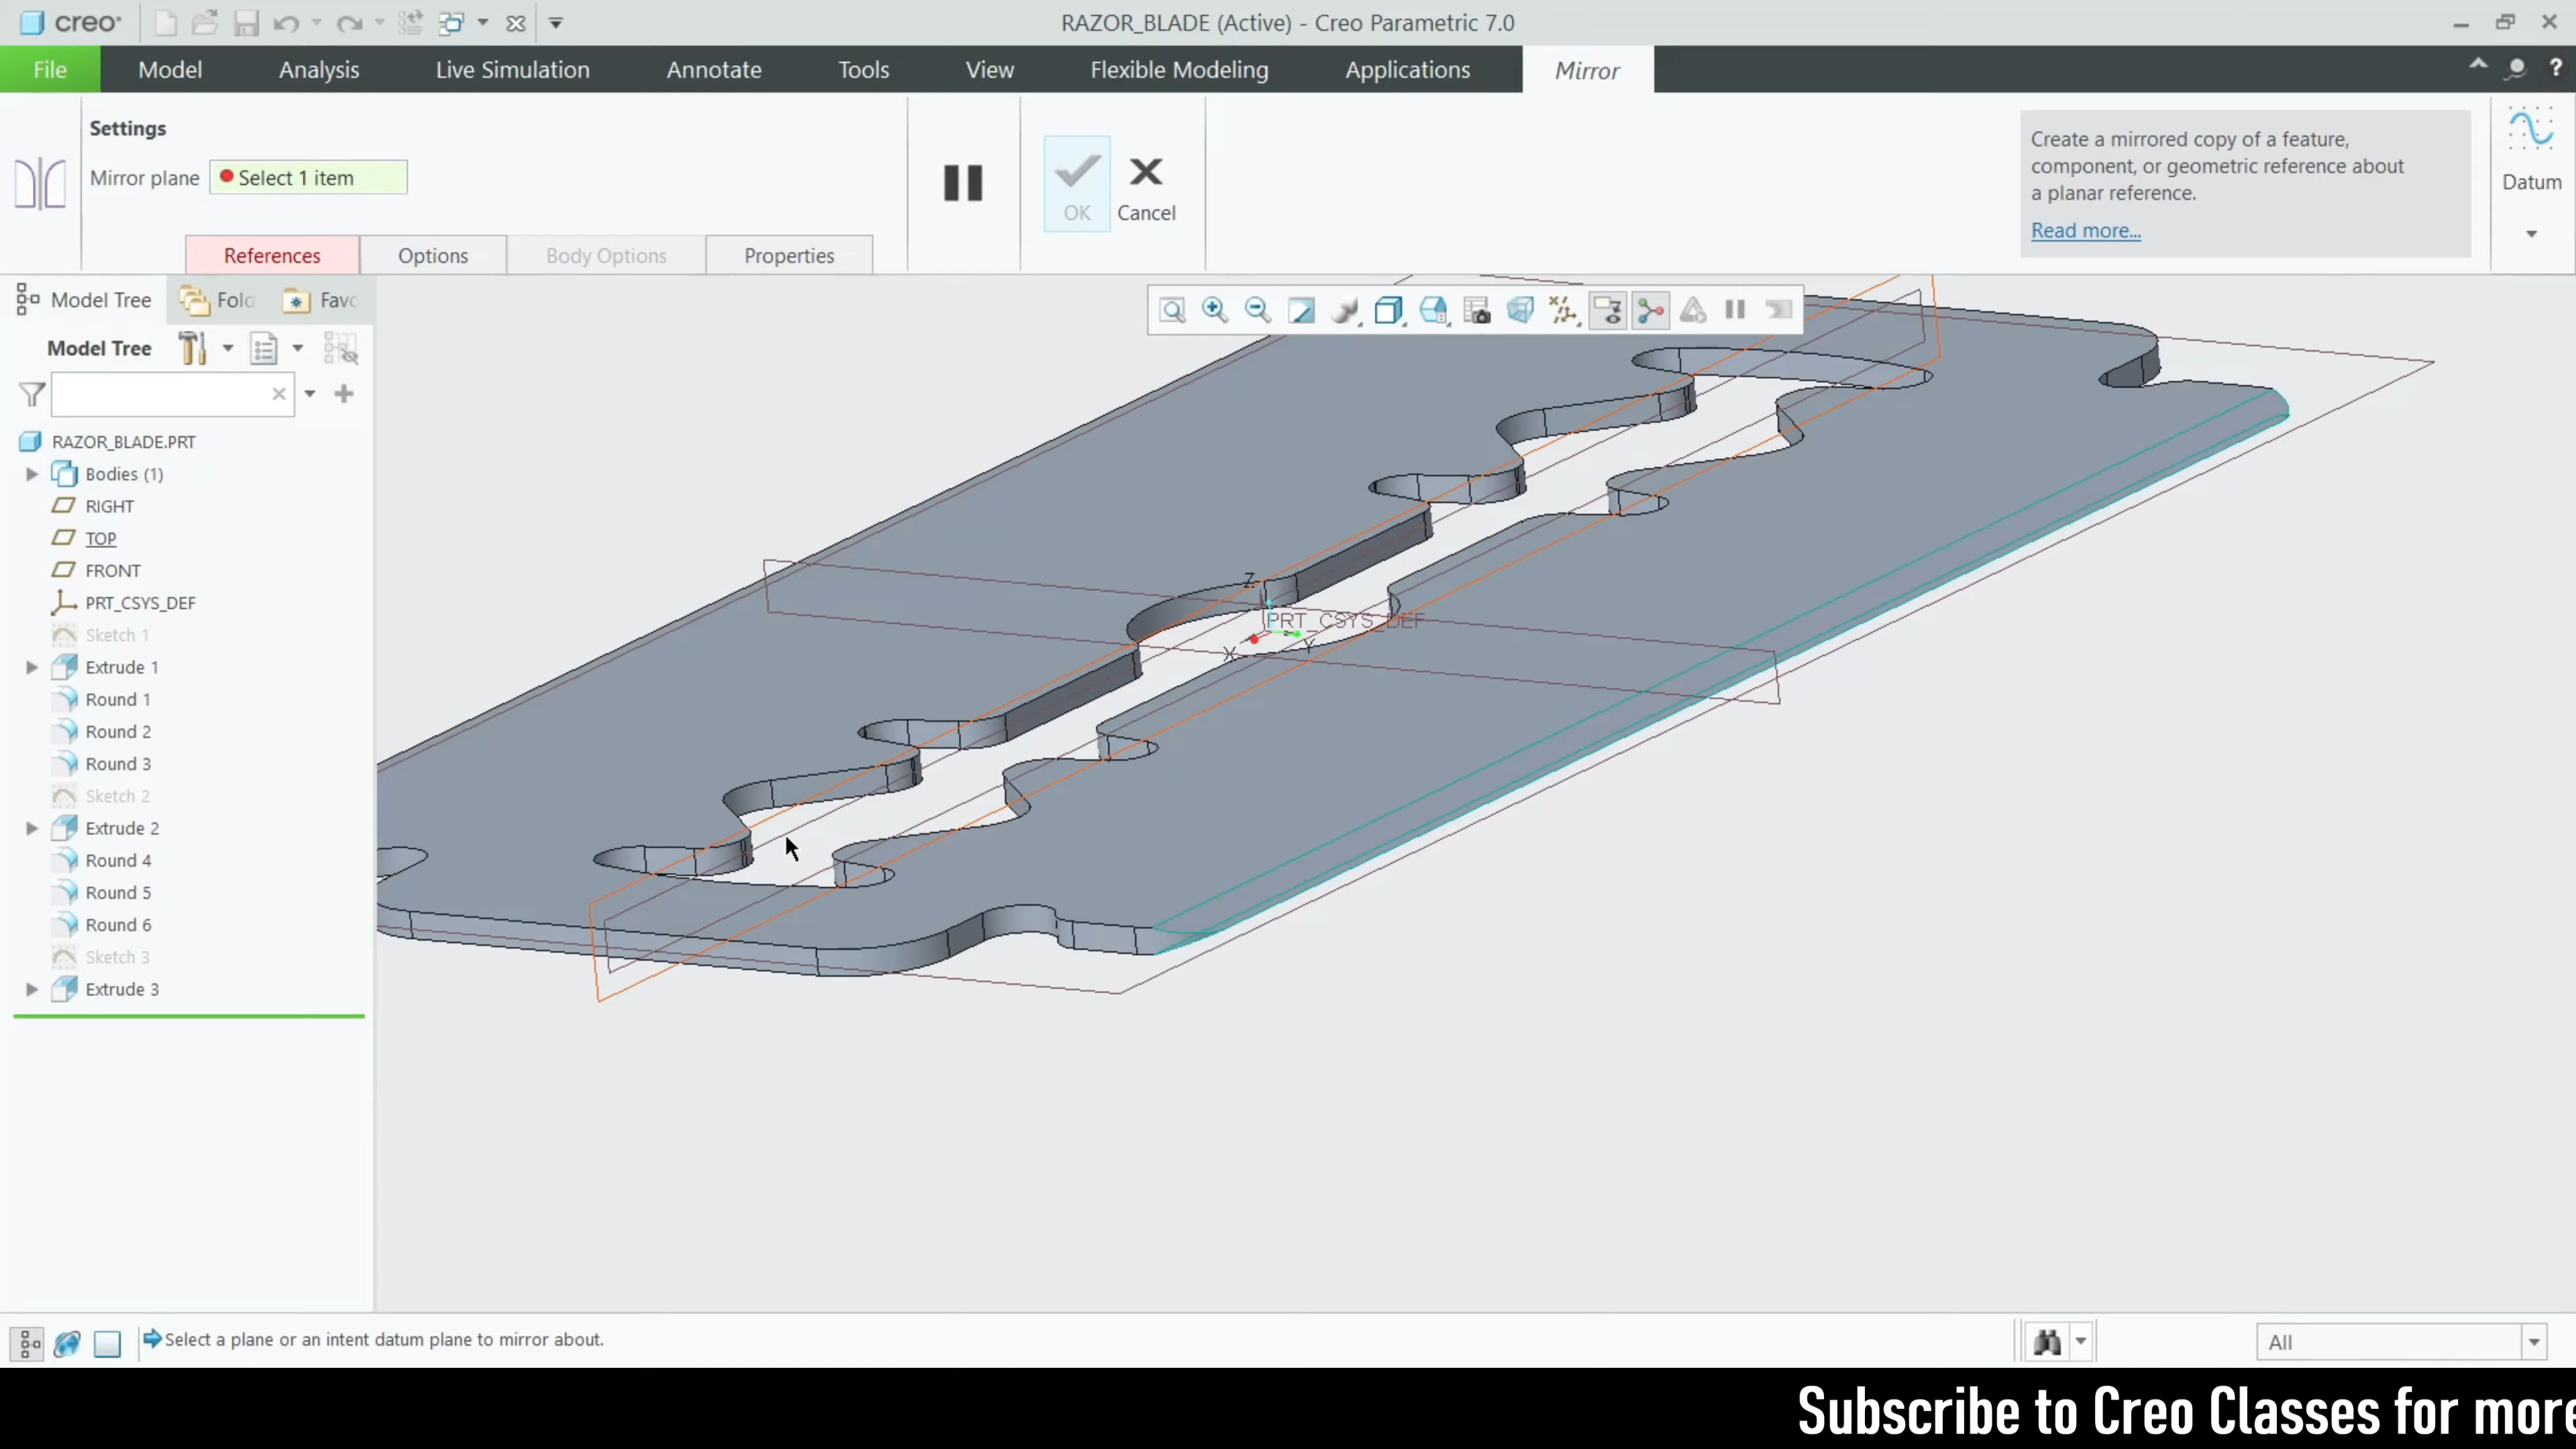 creo
RAZOR_BLADE (Active) - Creo Parametric 7.0
File
Model
Analysis
Live Simulation
Annotate
Tools
View
Flexible Modeling
Applications
Mirror
Settings
Mirror plane
Select 1 item
OK
Cancel
References
Options
Body Options
Properties
Create a mirrored copy of a feature,
component, or geometric reference about
a planar reference.
Read more...
Datum
Model Tree
Fold
Favo
Model Tree
RAZOR_BLADE.PRT
Bodies (1)
RIGHT
TOP
FRONT
PRT_CSYS_DEF
Sketch 1
Extrude 1
Round 1
Round 2
Round 3
Sketch 2
Extrude 2
Round 4
Round 5
Round 6
Sketch 3
Extrude 3
Z
PRT_CSYS_DEF
X
Y
Select a plane or an intent datum plane to mirror about.
All
Subscribe to Creo Classes for more